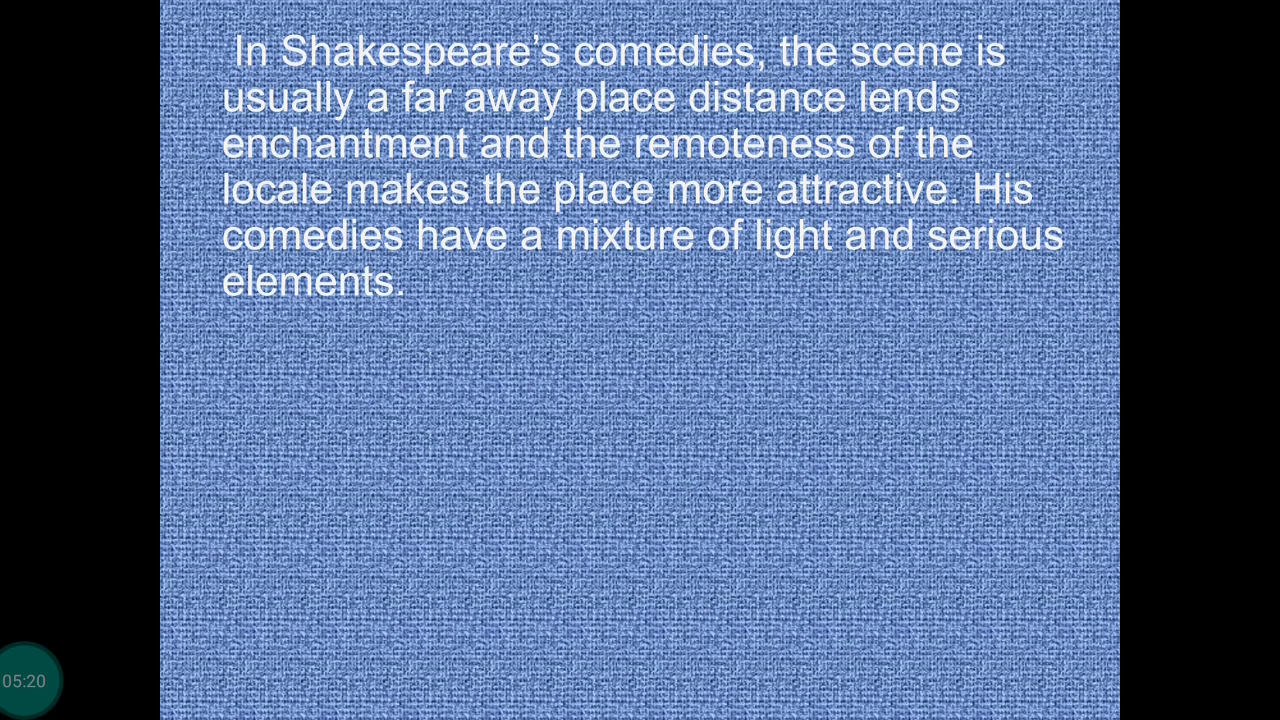 In Shakespeare’s comedies, the scene is
usually a far away place distance lends
enchantment and the remoteness of the
locale makes the place more attractive. His
comedies have a mixture of light and serious
elements.
05:20